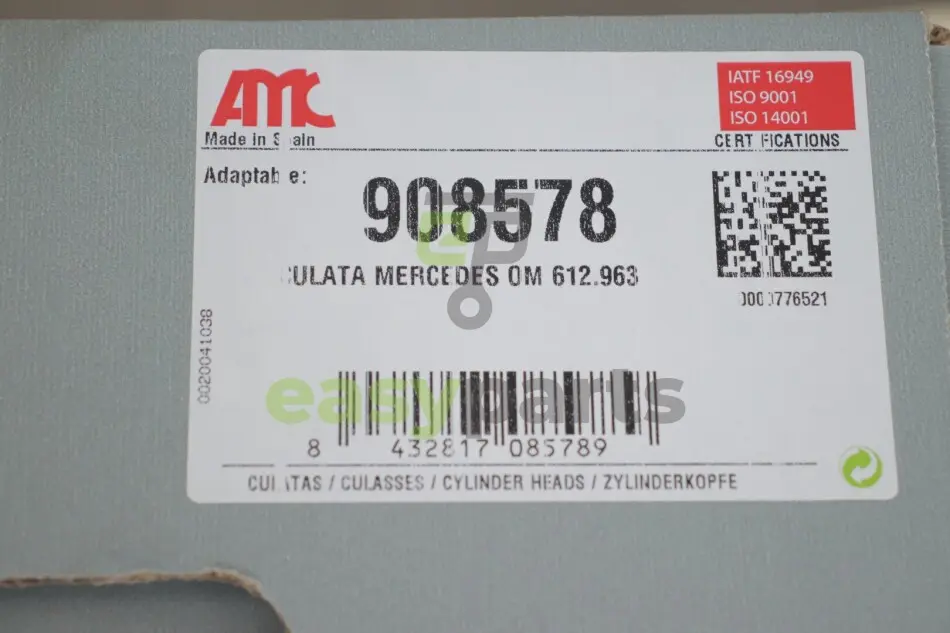 AMC
Made in Spain
IATF 16949
ISO 9001
ISO 14001
CERTIFICATIONS
Adaptable:
908578
CULATA MERCEDES OM 612.963
0000776521
0020041038
easyparts
8 432817 085789
CULATAS / CULASSES / CYLINDER HEADS / ZYLINDERKOPFE